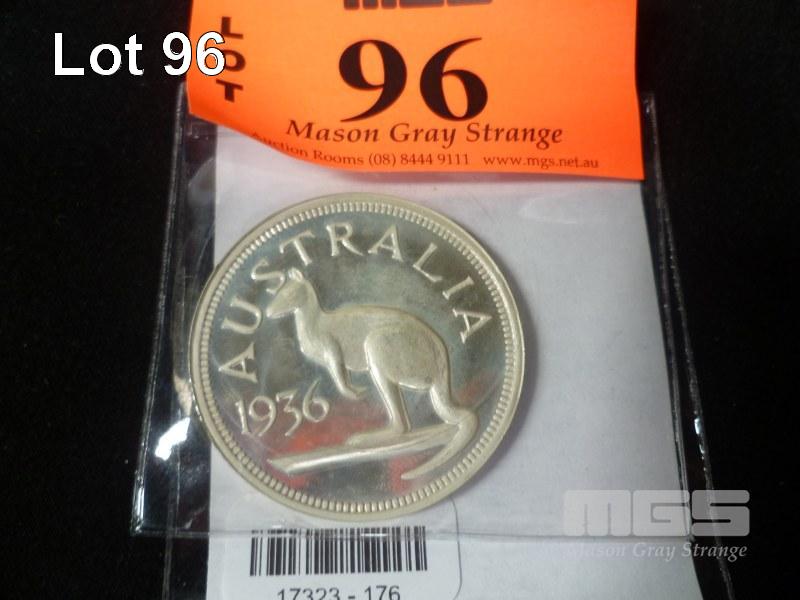 Lot 96
LOT
MGS
96
Mason Gray Strange
Auction Rooms (08) 8444 9111 www.mgs.net.au
AUSTRALIA
1936
MGS
Mason Gray Strange
17323 - 176